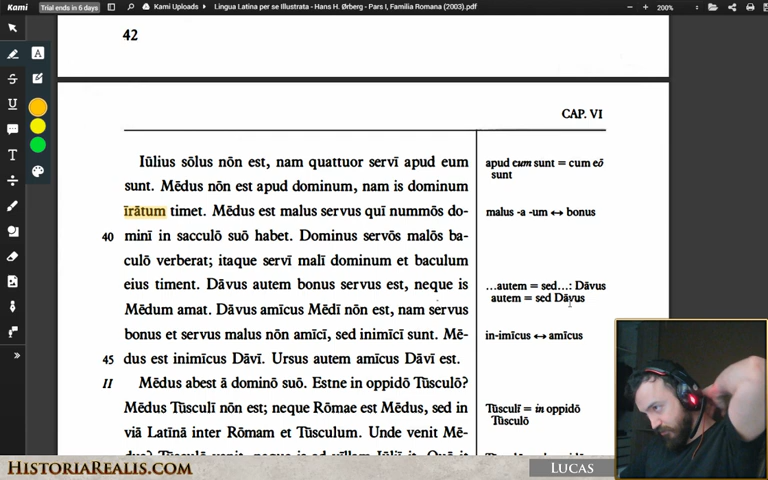 Kami
Trial ends in 6 days
Kami Uploads
Lingua Latina per se Illustrata - Hans H. Ørberg - Pars I, Familia Romana (2003).pdf
200%
42
CAP. VI
Iūlius sōlus nōn est, nam quattuor servī apud eum
sunt. Mēdus nōn est apud dominum, nam is dominum
īrātum timet. Mēdus est malus servus quī nummōs do-
40 minī in sacculō suō habet. Dominus servōs malōs ba-
culō verberat; itaque servī malī dominum et baculum
eius timent. Dāvus autem bonus servus est, neque is
Mēdum amat. Dāvus amīcus Mēdī nōn est, nam servus
bonus et servus malus nōn amīcī, sed inimīcī sunt. Mē-
45 dus est inimīcus Dāvī. Ursus autem amīcus Dāvī est.
II Mēdus abest ā dominō suō. Estne in oppidō Tūsculō?
Mēdus Tūsculī nōn est; neque Rōmae est Mēdus, sed in
viā Latīnā inter Rōmam et Tūsculum. Unde venit Mē-
apud eum sunt = cum eō
sunt
malus -a -um ↔ bonus
...autem = sed...: Dāvus
autem = sed Dāvus
in-imīcus ↔ amīcus
Tūsculī = in oppidō
Tūsculō
HISTORIAREALIS.COM
LUCAS